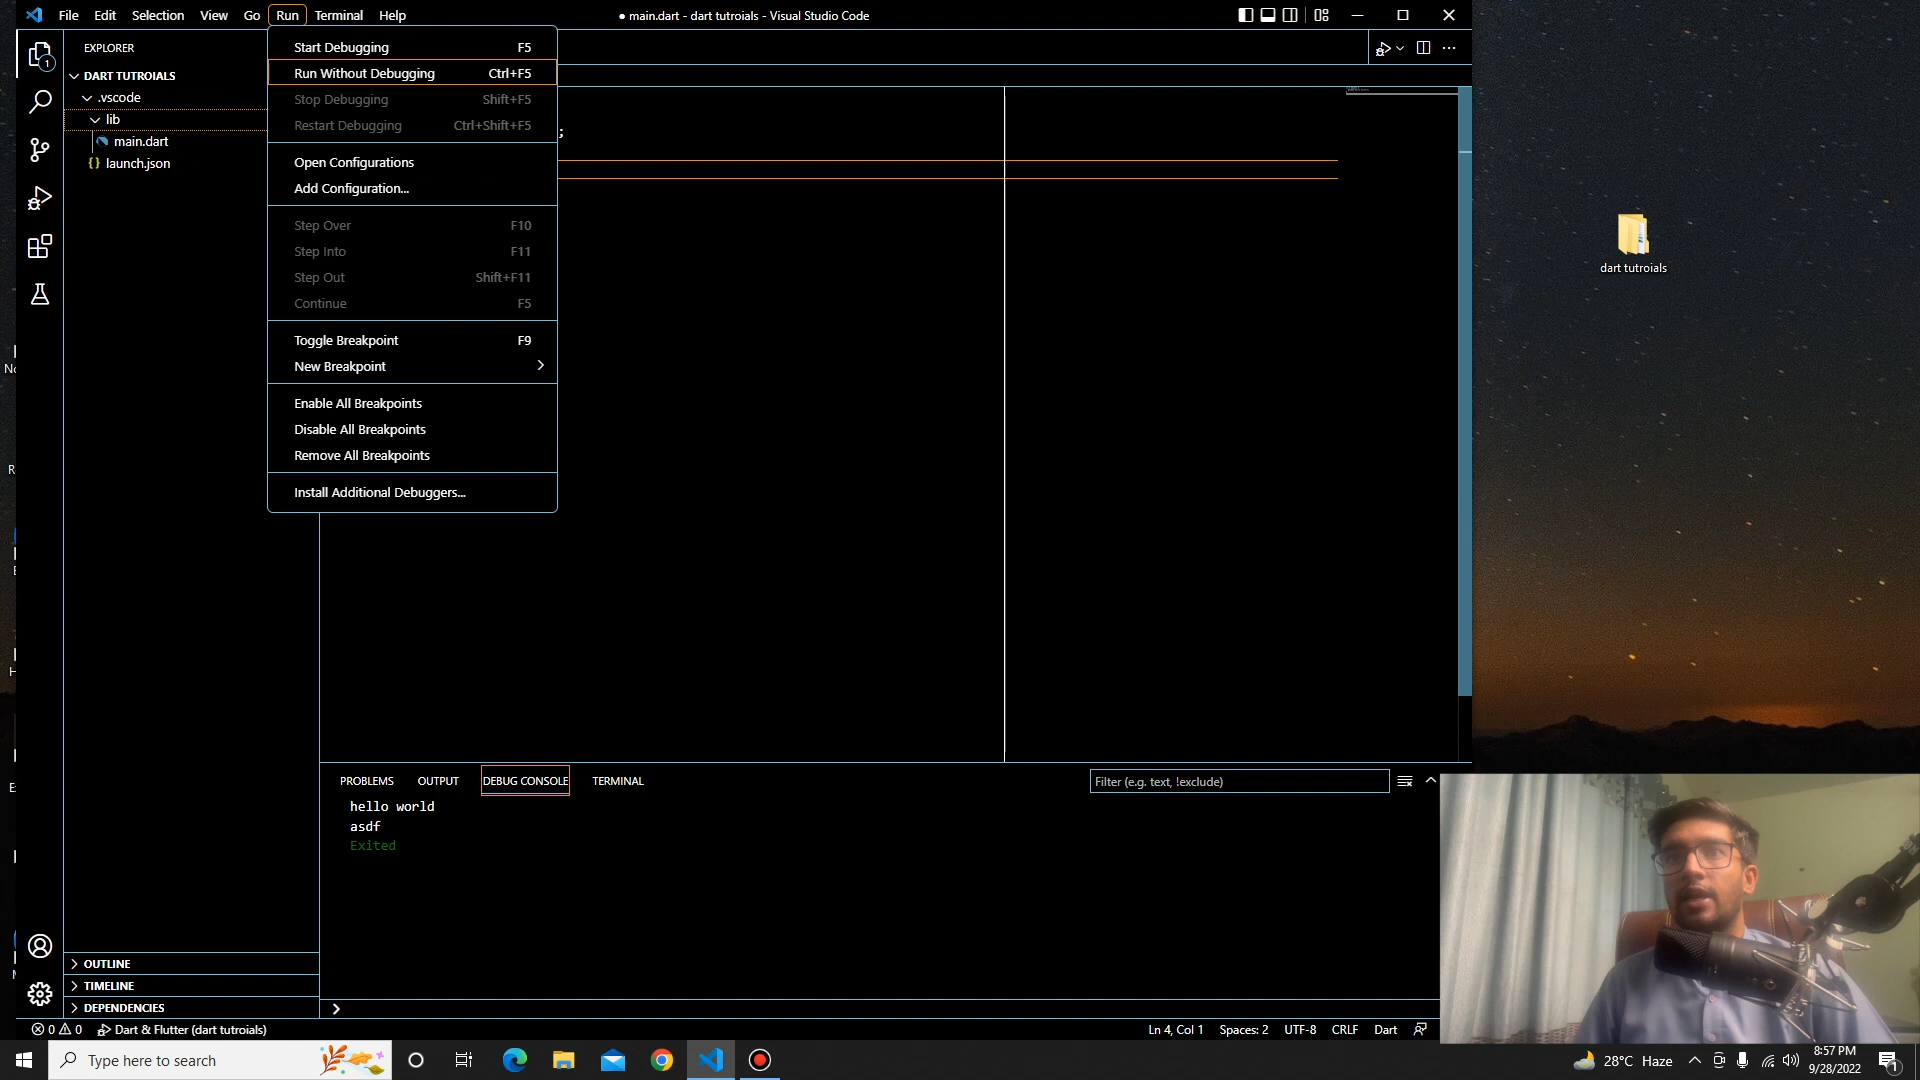 File Edit Selection View Go Run Terminal Help
● main.dart - dart tutroials - Visual Studio Code
EXPLORER
1
DART TUTROIALS
.vscode
lib
main.dart
launch.json
Start Debugging F5
Run Without Debugging Ctrl+F5
Stop Debugging Shift+F5
Restart Debugging Ctrl+Shift+F5
;
Open Configurations
Add Configuration...
Step Over F10
Step Into F11
Step Out Shift+F11
Continue F5
Toggle Breakpoint F9
New Breakpoint
Enable All Breakpoints
Disable All Breakpoints
Remove All Breakpoints
Install Additional Debuggers...
dart tutroials
PROBLEMS OUTPUT DEBUG CONSOLE TERMINAL
Filter (e.g. text, !exclude)
hello world
asdf
Exited
OUTLINE
TIMELINE
DEPENDENCIES
0 0 Dart & Flutter (dart tutroials)
Ln 4, Col 1 Spaces: 2 UTF-8 CRLF Dart
Type here to search
28°C Haze
8:57 PM
9/28/2022
1